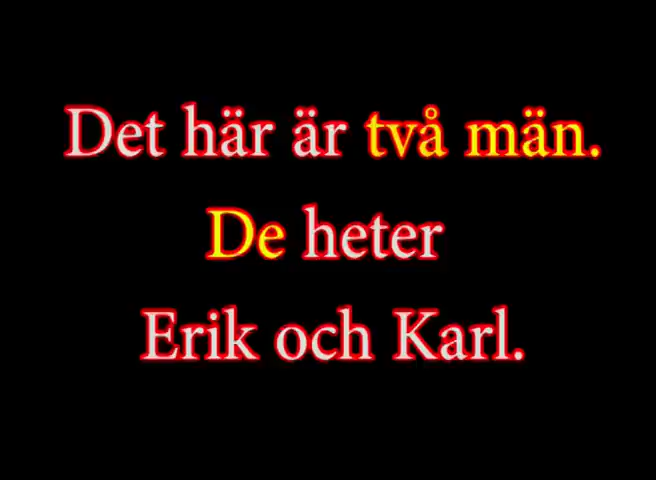 Det här är två män.
De heter
Erik och Karl.